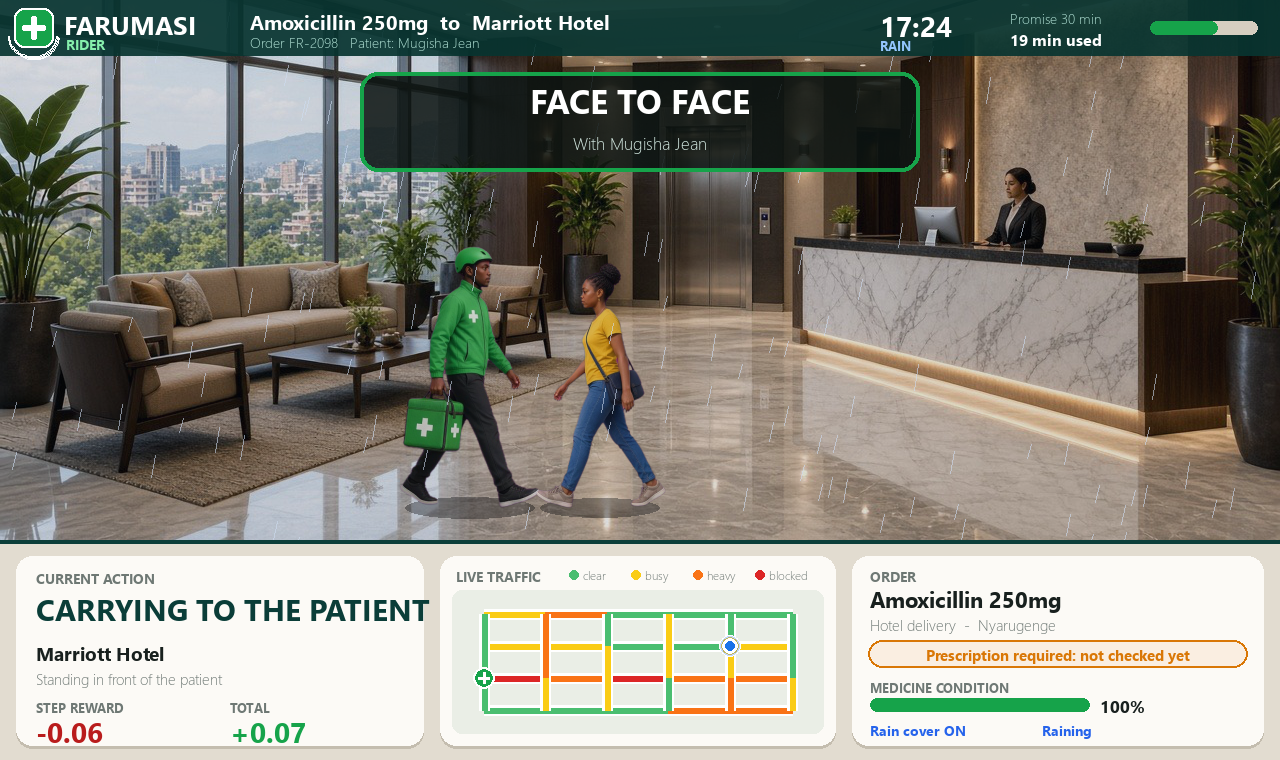 FARUMASI
RIDER
Amoxicillin 250mg to Marriott Hotel
Order FR-2098 Patient: Mugisha Jean
17:24
RAIN
Promise 30 min
19 min used
FACE TO FACE
With Mugisha Jean
CURRENT ACTION
CARRYING TO THE PATIENT
Marriott Hotel
Standing in front of the patient
STEP REWARD
TOTAL
-0.06
+0.07
LIVE TRAFFIC
clear
busy
heavy
blocked
ORDER
Amoxicillin 250mg
Hotel delivery - Nyarugenge
Prescription required: not checked yet
MEDICINE CONDITION
100%
Rain cover ON
Raining